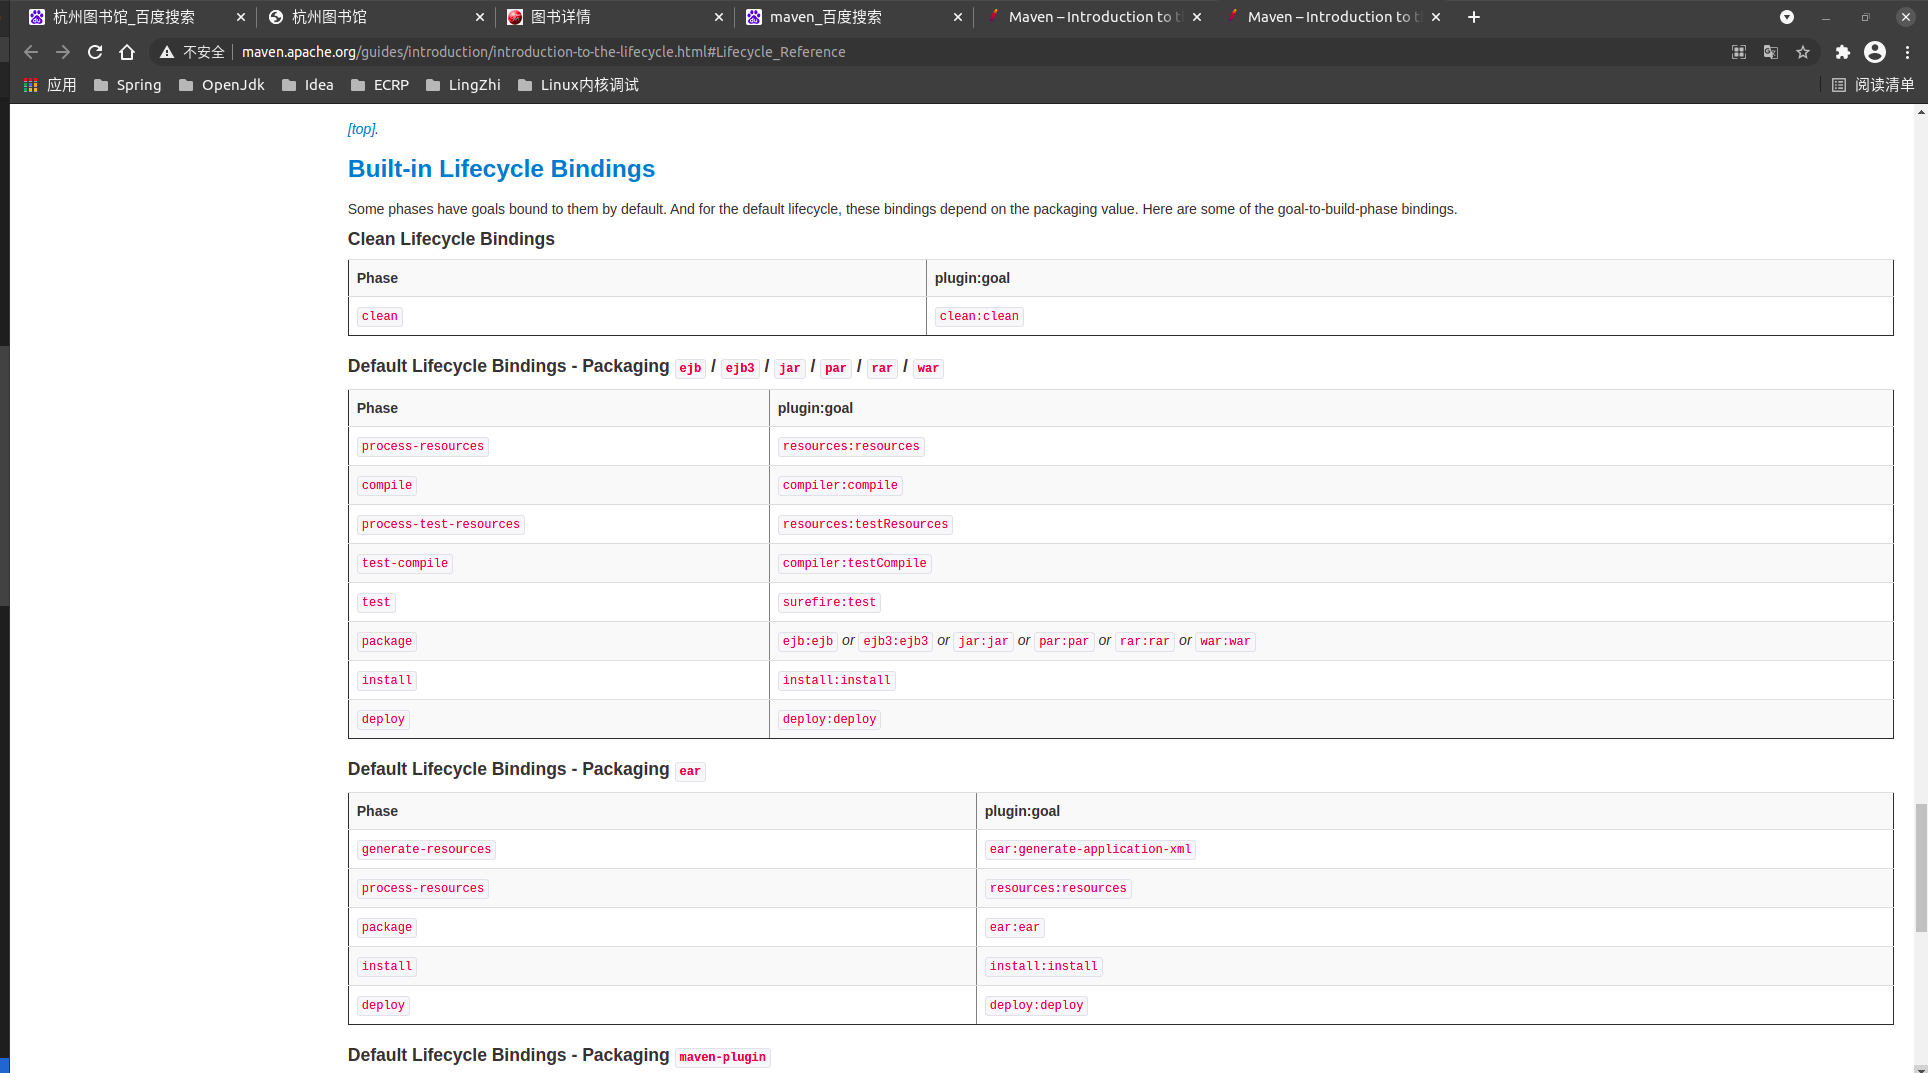 杭州图书馆_百度搜索 杭州图书馆 图书详情 maven_百度搜索 Maven – Introduction to t Maven – Introduction to t
不安全 maven.apache.org/guides/introduction/introduction-to-the-lifecycle.html#Lifecycle_Reference
应用 Spring OpenJdk Idea ECRP LingZhi Linux内核调试 阅读清单
[top].
Built-in Lifecycle Bindings
Some phases have goals bound to them by default. And for the default lifecycle, these bindings depend on the packaging value. Here are some of the goal-to-build-phase bindings.
Clean Lifecycle Bindings
Phase plugin:goal
clean clean:clean
Default Lifecycle Bindings - Packaging ejb / ejb3 / jar / par / rar / war
Phase plugin:goal
process-resources resources:resources
compile compiler:compile
process-test-resources resources:testResources
test-compile compiler:testCompile
test surefire:test
package ejb:ejb or ejb3:ejb3 or jar:jar or par:par or rar:rar or war:war
install install:install
deploy deploy:deploy
Default Lifecycle Bindings - Packaging ear
Phase plugin:goal
generate-resources ear:generate-application-xml
process-resources resources:resources
package ear:ear
install install:install
deploy deploy:deploy
Default Lifecycle Bindings - Packaging maven-plugin